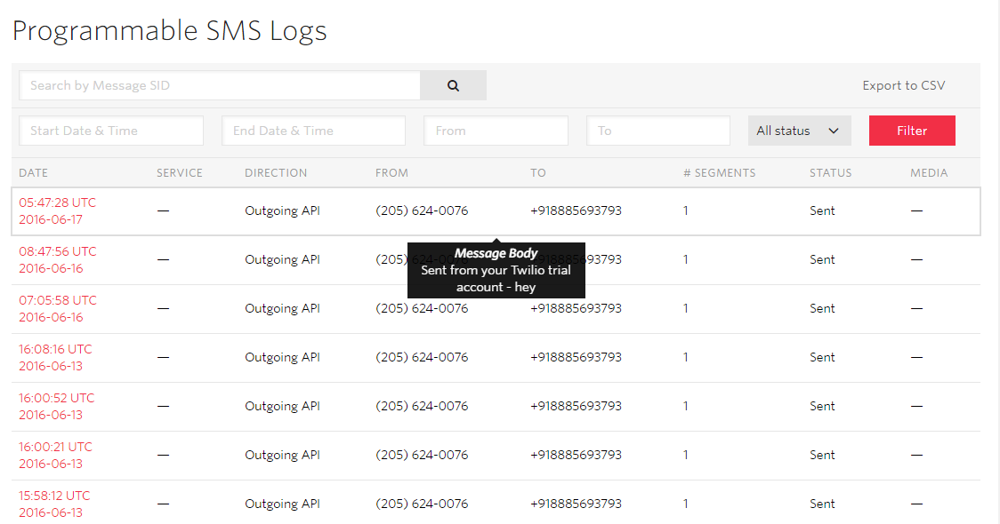 Programmable SMS Logs
Search by Message SID
Export to CSV
Start Date & Time End Date & Time From To All status Filter
DATE SERVICE DIRECTION FROM TO # SEGMENTS STATUS MEDIA
05:47:28 UTC
2016-06-17 — Outgoing API (205) 624-0076 +918885693793 1 Sent —
08:47:56 UTC
2016-06-16 — Outgoing API (205) 624-0076 +918885693793 1 Sent —
Message Body
Sent from your Twilio trial
account - hey
07:05:58 UTC
2016-06-16 — Outgoing API (205) 624-0076 +918885693793 1 Sent —
16:08:16 UTC
2016-06-13 — Outgoing API (205) 624-0076 +918885693793 1 Sent —
16:00:52 UTC
2016-06-13 — Outgoing API (205) 624-0076 +918885693793 1 Sent —
16:00:21 UTC
2016-06-13 — Outgoing API (205) 624-0076 +918885693793 1 Sent —
15:58:12 UTC
2016-06-13 — Outgoing API (205) 624-0076 +918885693793 1 Sent —